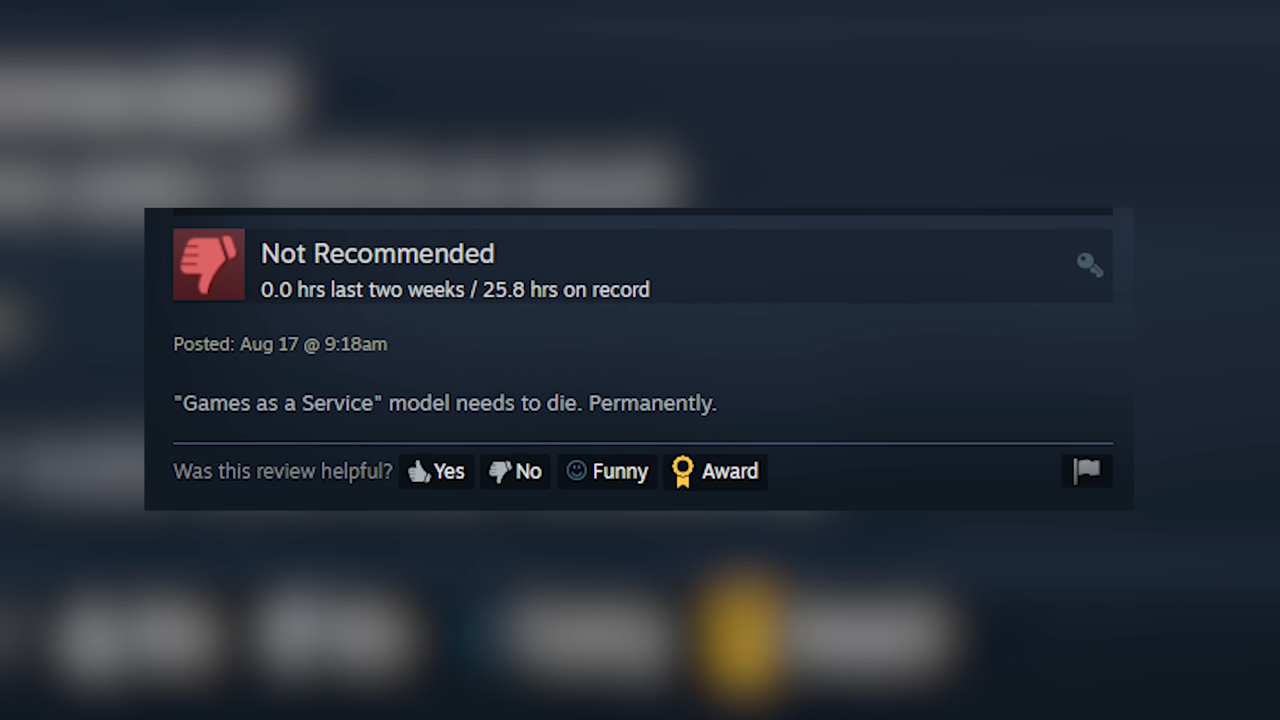 Not Recommended
0.0 hrs last two weeks / 25.8 hrs on record
Posted: Aug 17 @ 9:18am
"Games as a Service" model needs to die. Permanently.
Was this review helpful? Yes No Funny Award